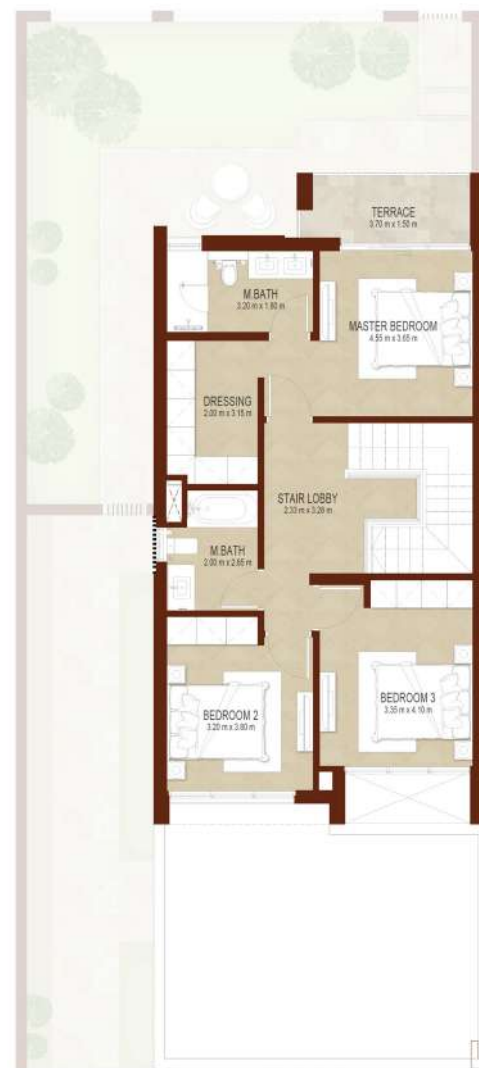 TERRACE
3.70 m x 1.50 m
M.BATH
3.20 m x 1.80 m
MASTER BEDROOM
4.55 m x 3.65 m
DRESSING
2.00 m x 3.15 m
STAIR LOBBY
2.33 m x 3.28 m
M.BATH
2.00 m x 2.65 m
BEDROOM 3
3.35 m x 4.10 m
BEDROOM 2
3.20 m x 3.80 m